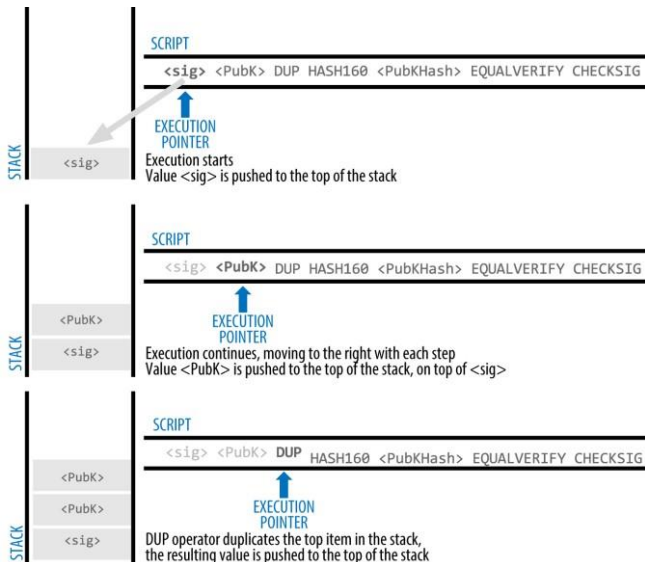 SCRIPT
<sig> <PubK> DUP HASH160 <PubKHash> EQUALVERIFY CHECKSIG
EXECUTION
POINTER
STACK
<sig>
Execution starts
Value <sig> is pushed to the top of the stack
SCRIPT
<sig> <PubK> DUP HASH160 <PubKHash> EQUALVERIFY CHECKSIG
EXECUTION
POINTER
STACK
<PubK>
<sig>
Execution continues, moving to the right with each step
Value <PubK> is pushed to the top of the stack, on top of <sig>
SCRIPT
<sig> <PubK> DUP HASH160 <PubKHash> EQUALVERIFY CHECKSIG
EXECUTION
POINTER
STACK
<PubK>
<PubK>
<sig>
DUP operator duplicates the top item in the stack,
the resulting value is pushed to the top of the stack